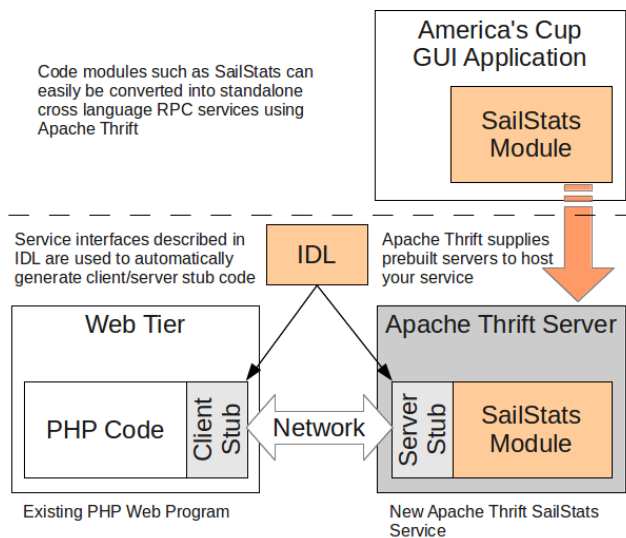 America's Cup
GUI Application
Code modules such as SailStats can
easily be converted into standalone
cross language RPC services using
Apache Thrift
SailStats
Module
Service interfaces described in
IDL are used to automatically
generate client/server stub code
IDL
Apache Thrift supplies
prebuilt servers to host
your service
Web Tier
Apache Thrift Server
PHP Code
Client
Stub
Network
Server
Stub
SailStats
Module
Existing PHP Web Program
New Apache Thrift SailStats
Service